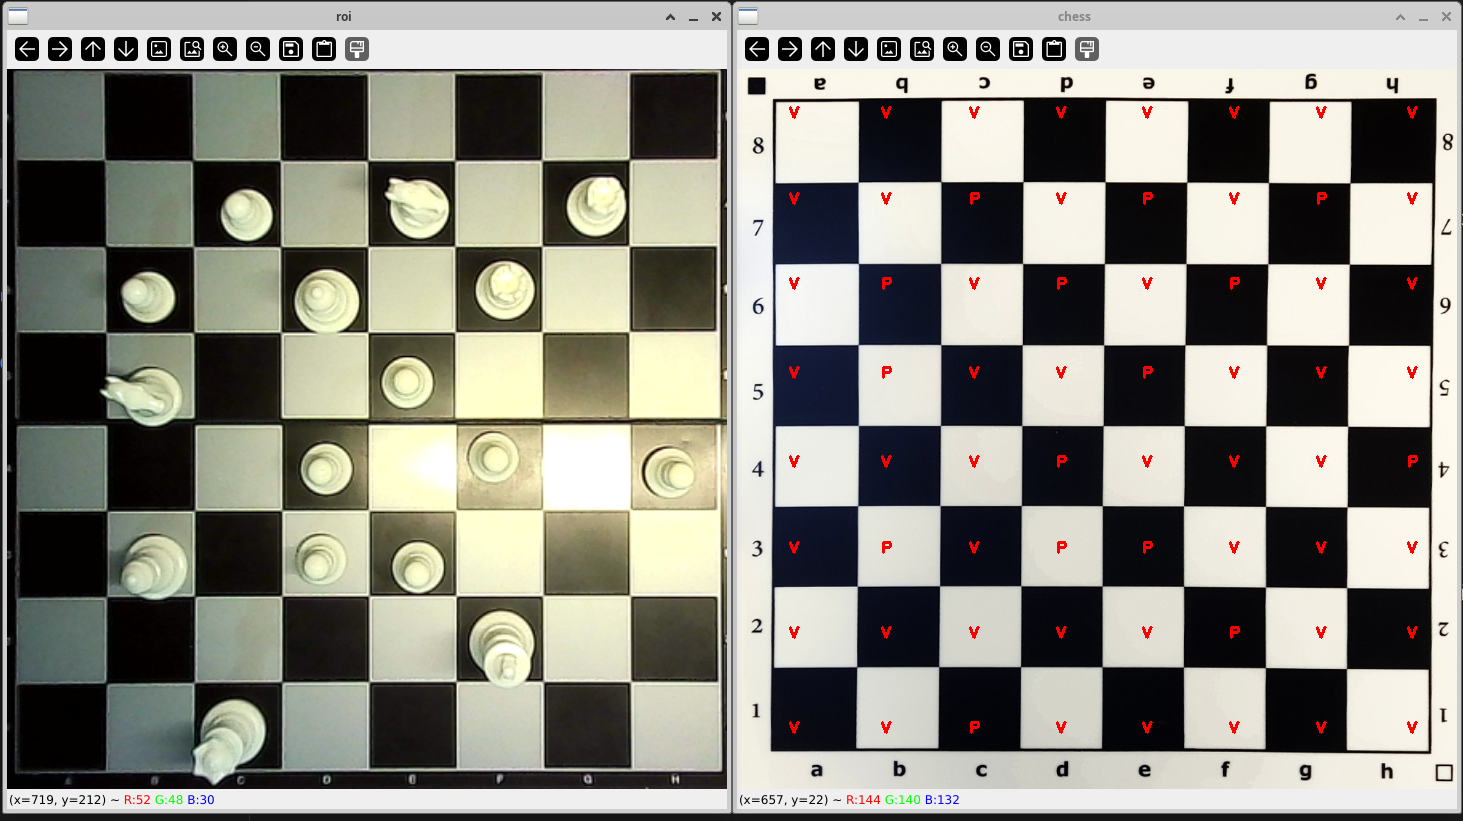 roi
chess
a b c d e f g h
V V V V V V V V
8 8
V V P V P V P V
7 7
V P V P V P V V
6 6
V P V V P V V V
5 5
V V V P V V V P
4 4
V P V P P V V V
3 3
V V V V V P V V
2 2
V V P V V V V V
1 1
A B C D E F G H
a b c d e f g h
(x=719, y=212) ~ R:52 G:48 B:30
(x=657, y=22) ~ R:144 G:140 B:132